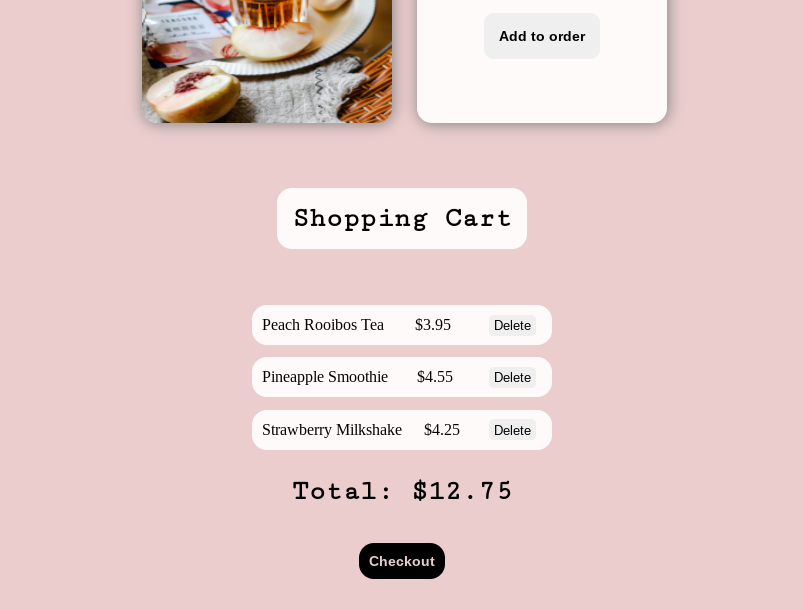 Add to order
Shopping Cart
Peach Rooibos Tea $3.95 Delete
Pineapple Smoothie $4.55 Delete
Strawberry Milkshake $4.25 Delete
Total: $12.75
Checkout